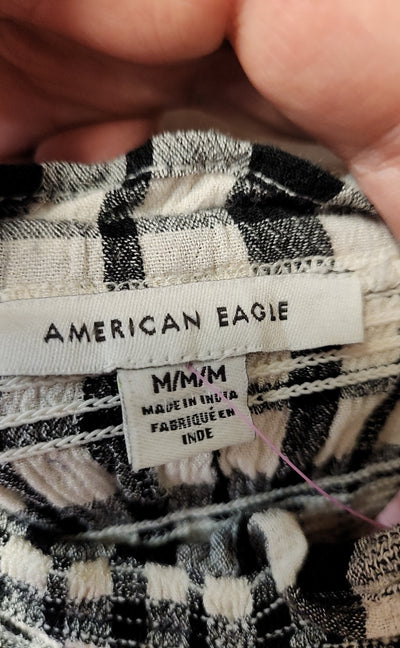 AMERICAN EAGLE
M/M/M
MADE IN INDIA
FABRIQUÉ EN
INDE